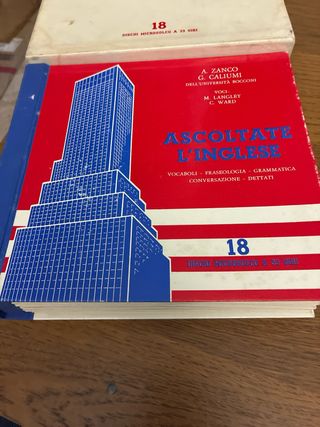 18
DISCHI MICROSOLCO A 33 GIRI
A. ZANCO
G. CALIUMI
DELL'UNIVERSITÀ BOCCONI
VOCI:
M. LANGLEY
C. WARD
ASCOLTATE
L'INGLESE
VOCABOLI - FRASEOLOGIA - GRAMMATICA
CONVERSAZIONE - DETTATI
18
DISCHI MICROSOLCO A 33 GIRI